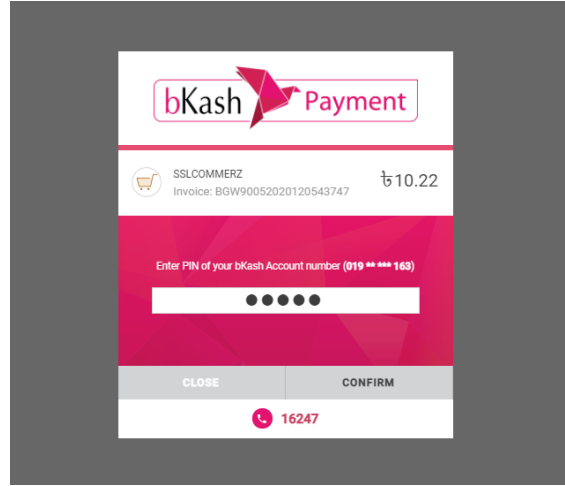 bKash Payment
SSLCOMMERZ
৳10.22
Invoice: BGW90052020120543747
Enter PIN of your bKash Account number (019 ** *** 163)
●●●●●
CLOSE CONFIRM
16247